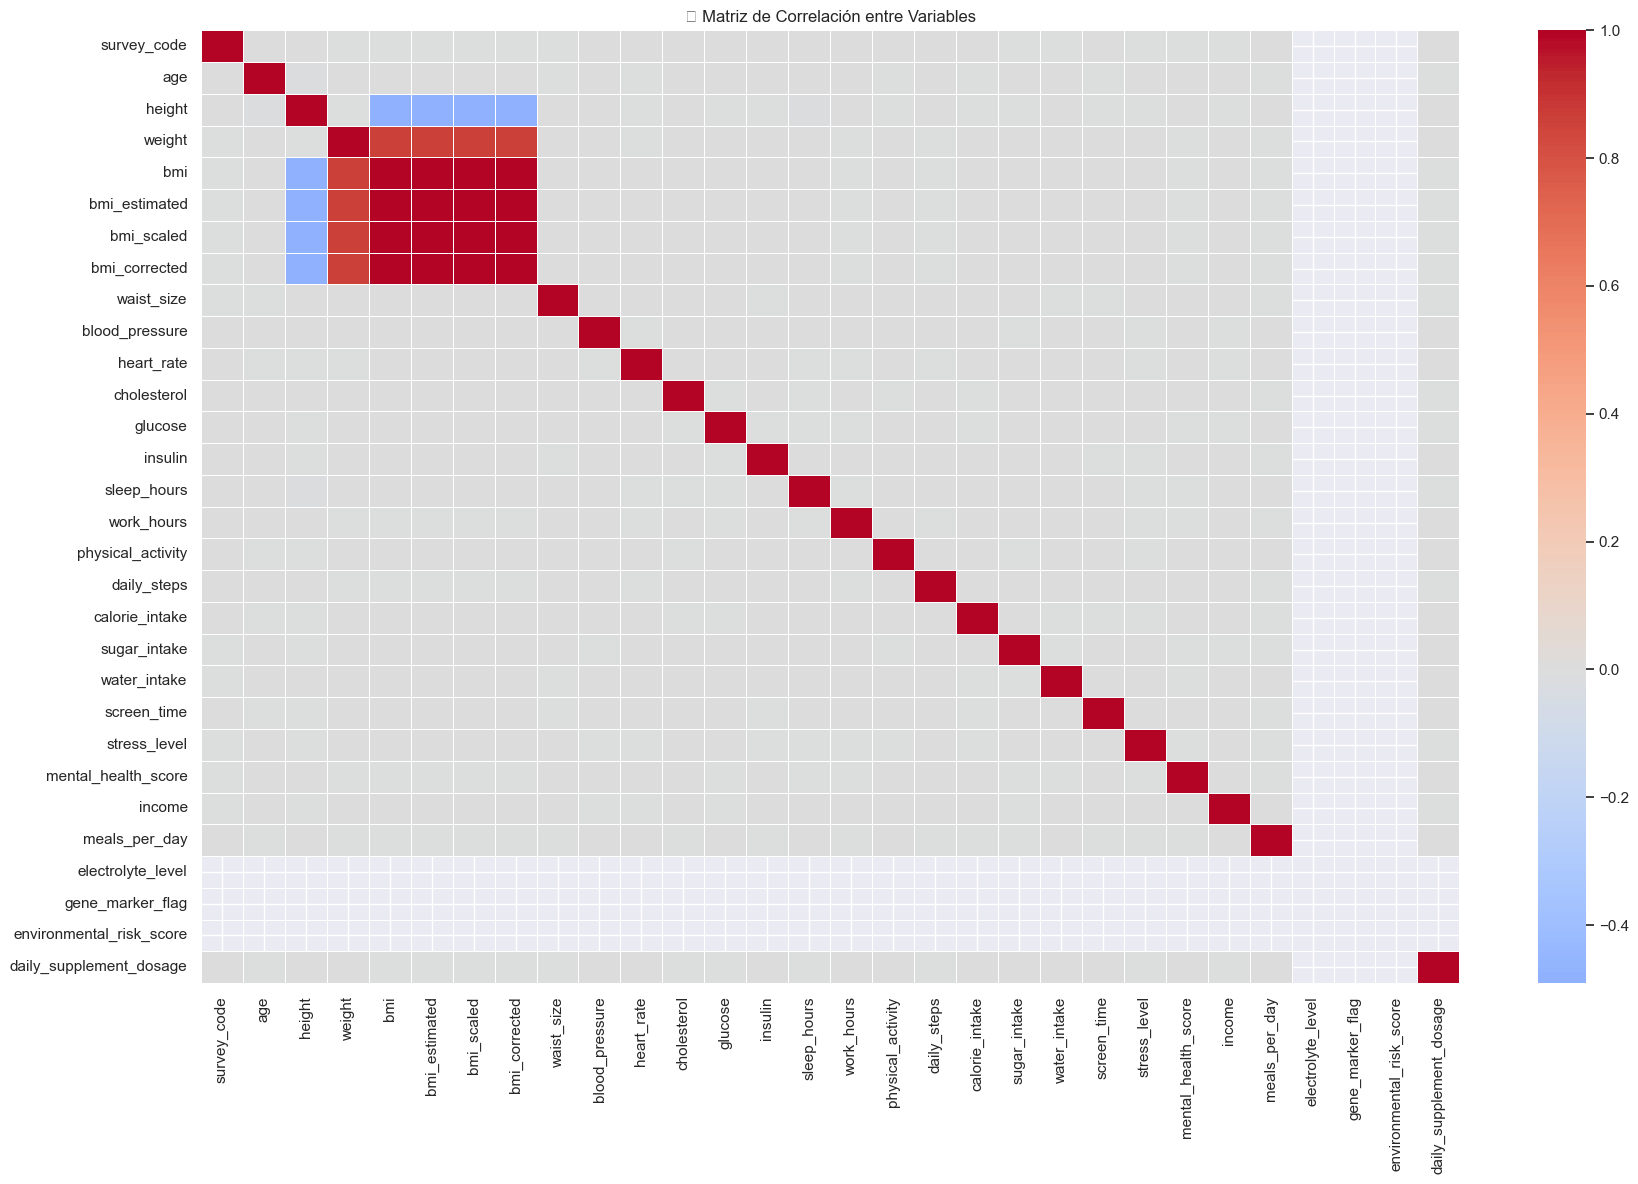 ▯ Matriz de Correlación entre Variables
survey_code
age
height
weight
bmi
bmi_estimated
bmi_scaled
bmi_corrected
waist_size
blood_pressure
heart_rate
cholesterol
glucose
insulin
sleep_hours
work_hours
physical_activity
daily_steps
calorie_intake
sugar_intake
water_intake
screen_time
stress_level
mental_health_score
income
meals_per_day
electrolyte_level
gene_marker_flag
environmental_risk_score
daily_supplement_dosage
survey_code
age
height
weight
bmi
bmi_estimated
bmi_scaled
bmi_corrected
waist_size
blood_pressure
heart_rate
cholesterol
glucose
insulin
sleep_hours
work_hours
physical_activity
daily_steps
calorie_intake
sugar_intake
water_intake
screen_time
stress_level
mental_health_score
income
meals_per_day
electrolyte_level
gene_marker_flag
environmental_risk_score
daily_supplement_dosage
1.0
0.8
0.6
0.4
0.2
0.0
−0.2
−0.4